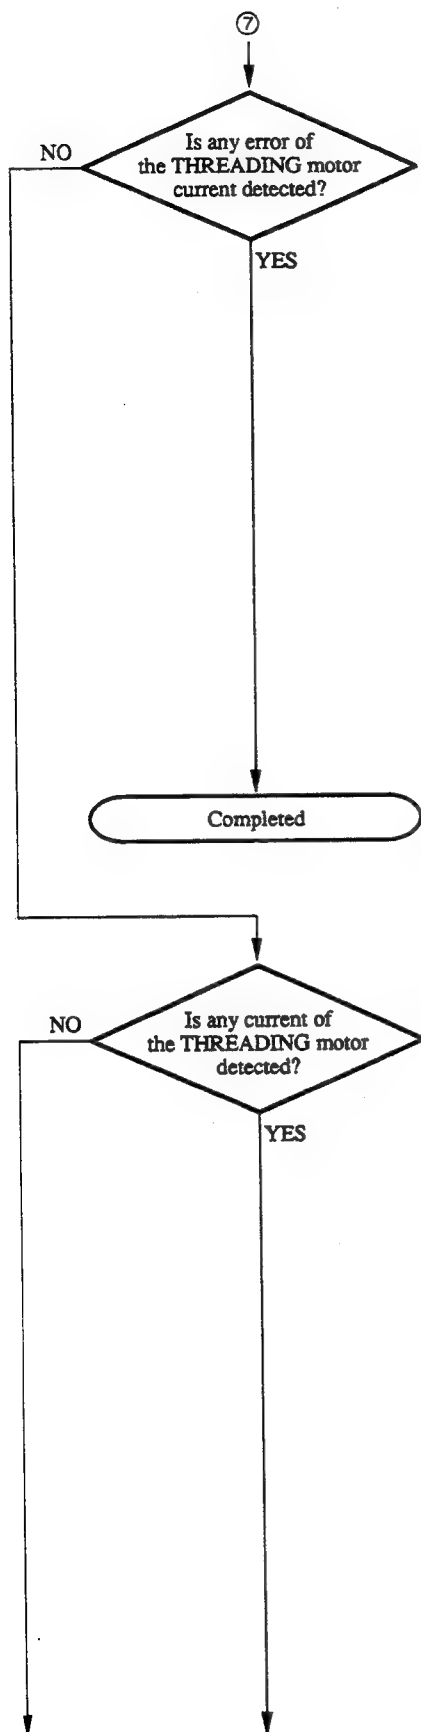 ⑦
Is any error of
the THREADING motor
current detected?
NO
YES
Completed
Is any current of
the THREADING motor
detected?
NO
YES